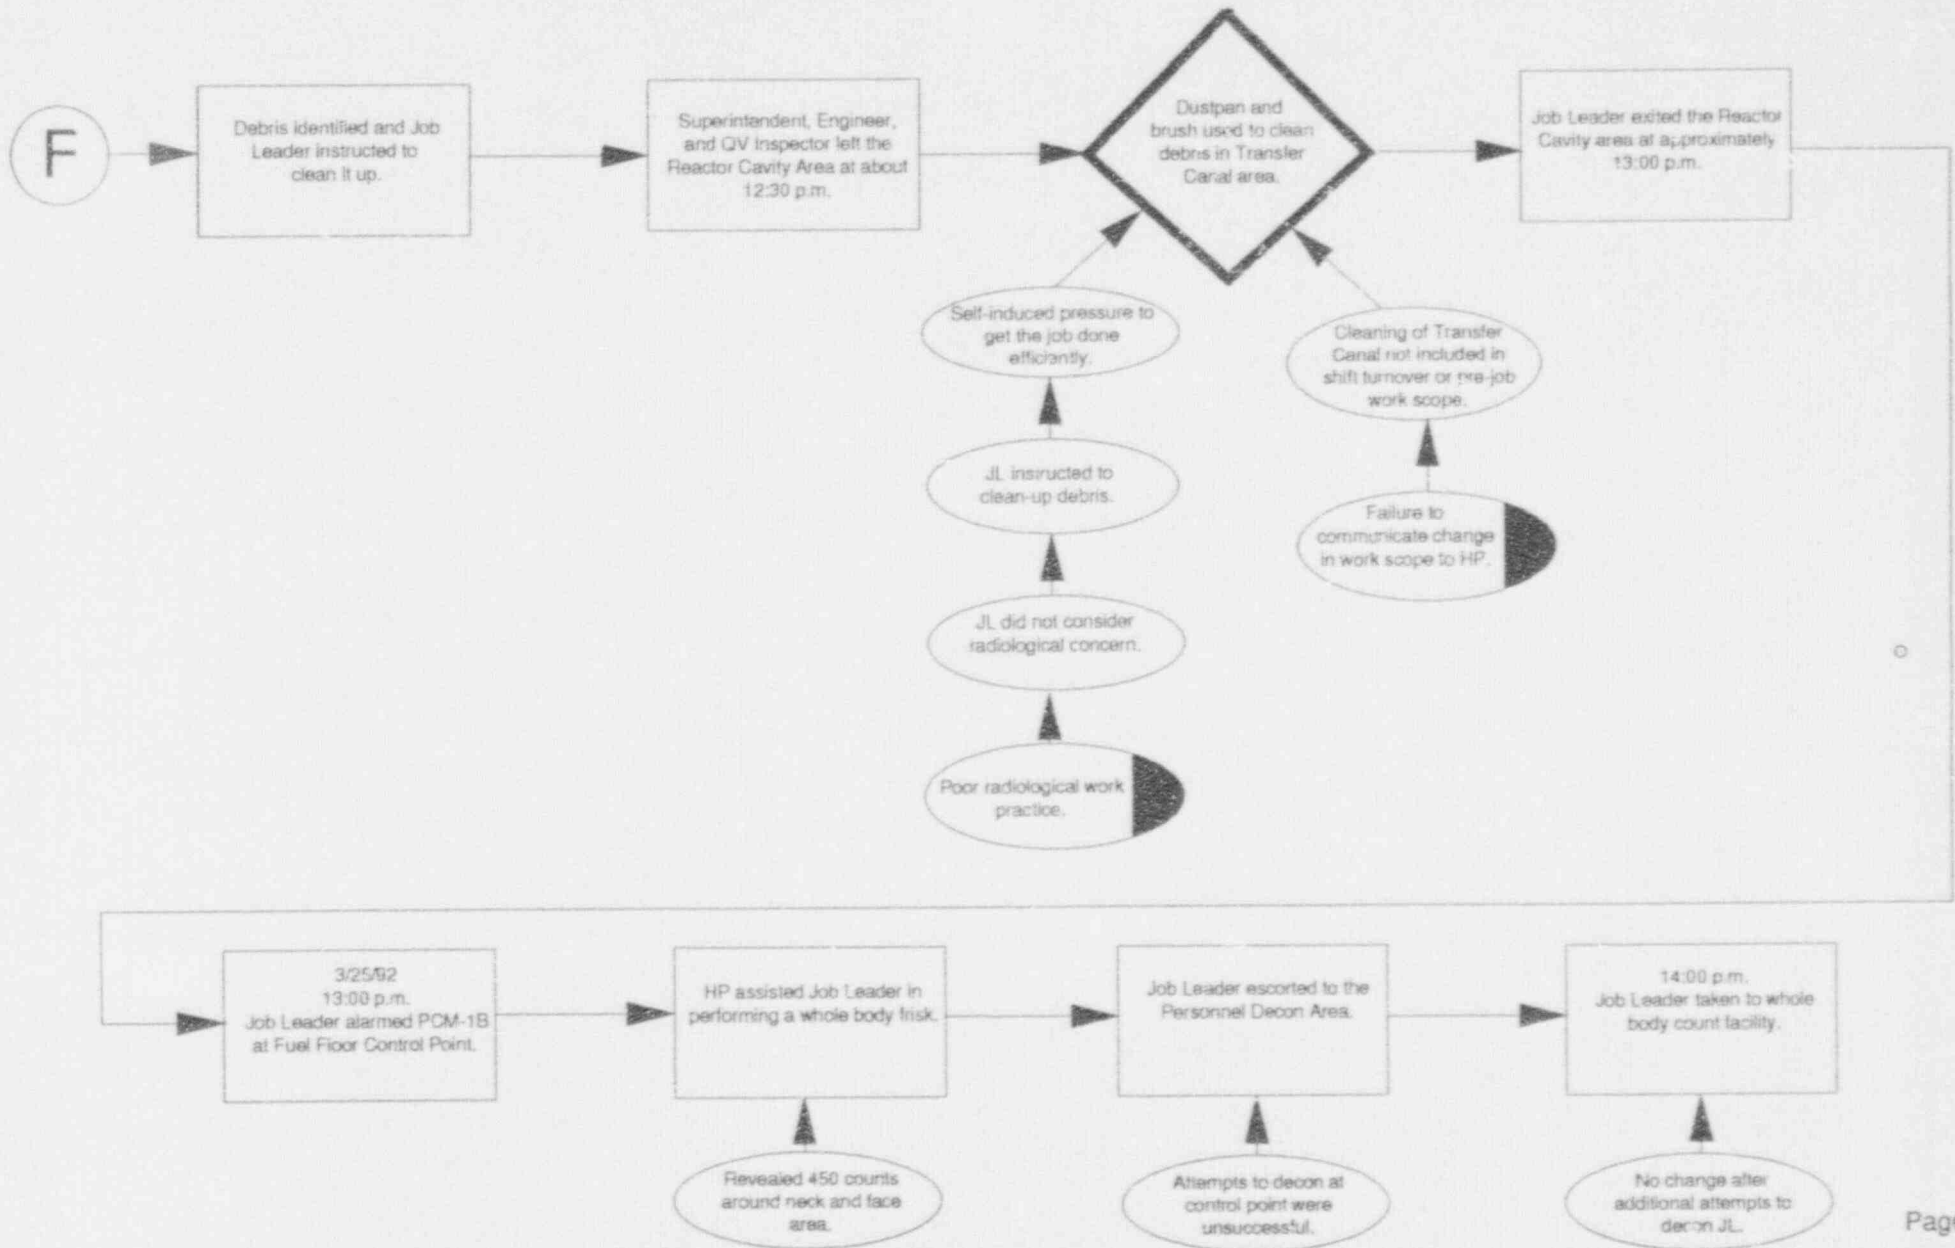 F
Debris identified and Job
Leader instructed to
clean it up.
Superintendent, Engineer,
and QV Inspector left the
Reactor Cavity Area at about
12:30 p.m.
Dustpan and
brush used to clean
debris in Transfer
Canal area.
Job Leader exited the Reactor
Cavity area at approximately
13:00 p.m.
Self-induced pressure to
get the job done
efficiently.
Cleaning of Transfer
Canal not included in
shift turnover or pre-job
work scope.
JL instructed to
clean-up debris.
Failure to
communicate change
in work scope to HP.
JL did not consider
radiological concern.
Poor radiological work
practice.
3/25/92
13:00 p.m.
Job Leader alarmed PCM-1B
at Fuel Floor Control Point.
HP assisted Job Leader in
performing a whole body frisk.
Job Leader escorted to the
Personnel Decon Area.
14:00 p.m.
Job Leader taken to whole
body count facility.
Revealed 450 counts
around neck and face
area.
Attempts to decon at
control point were
unsuccessful.
No change after
additional attempts to
decon JL.
Page